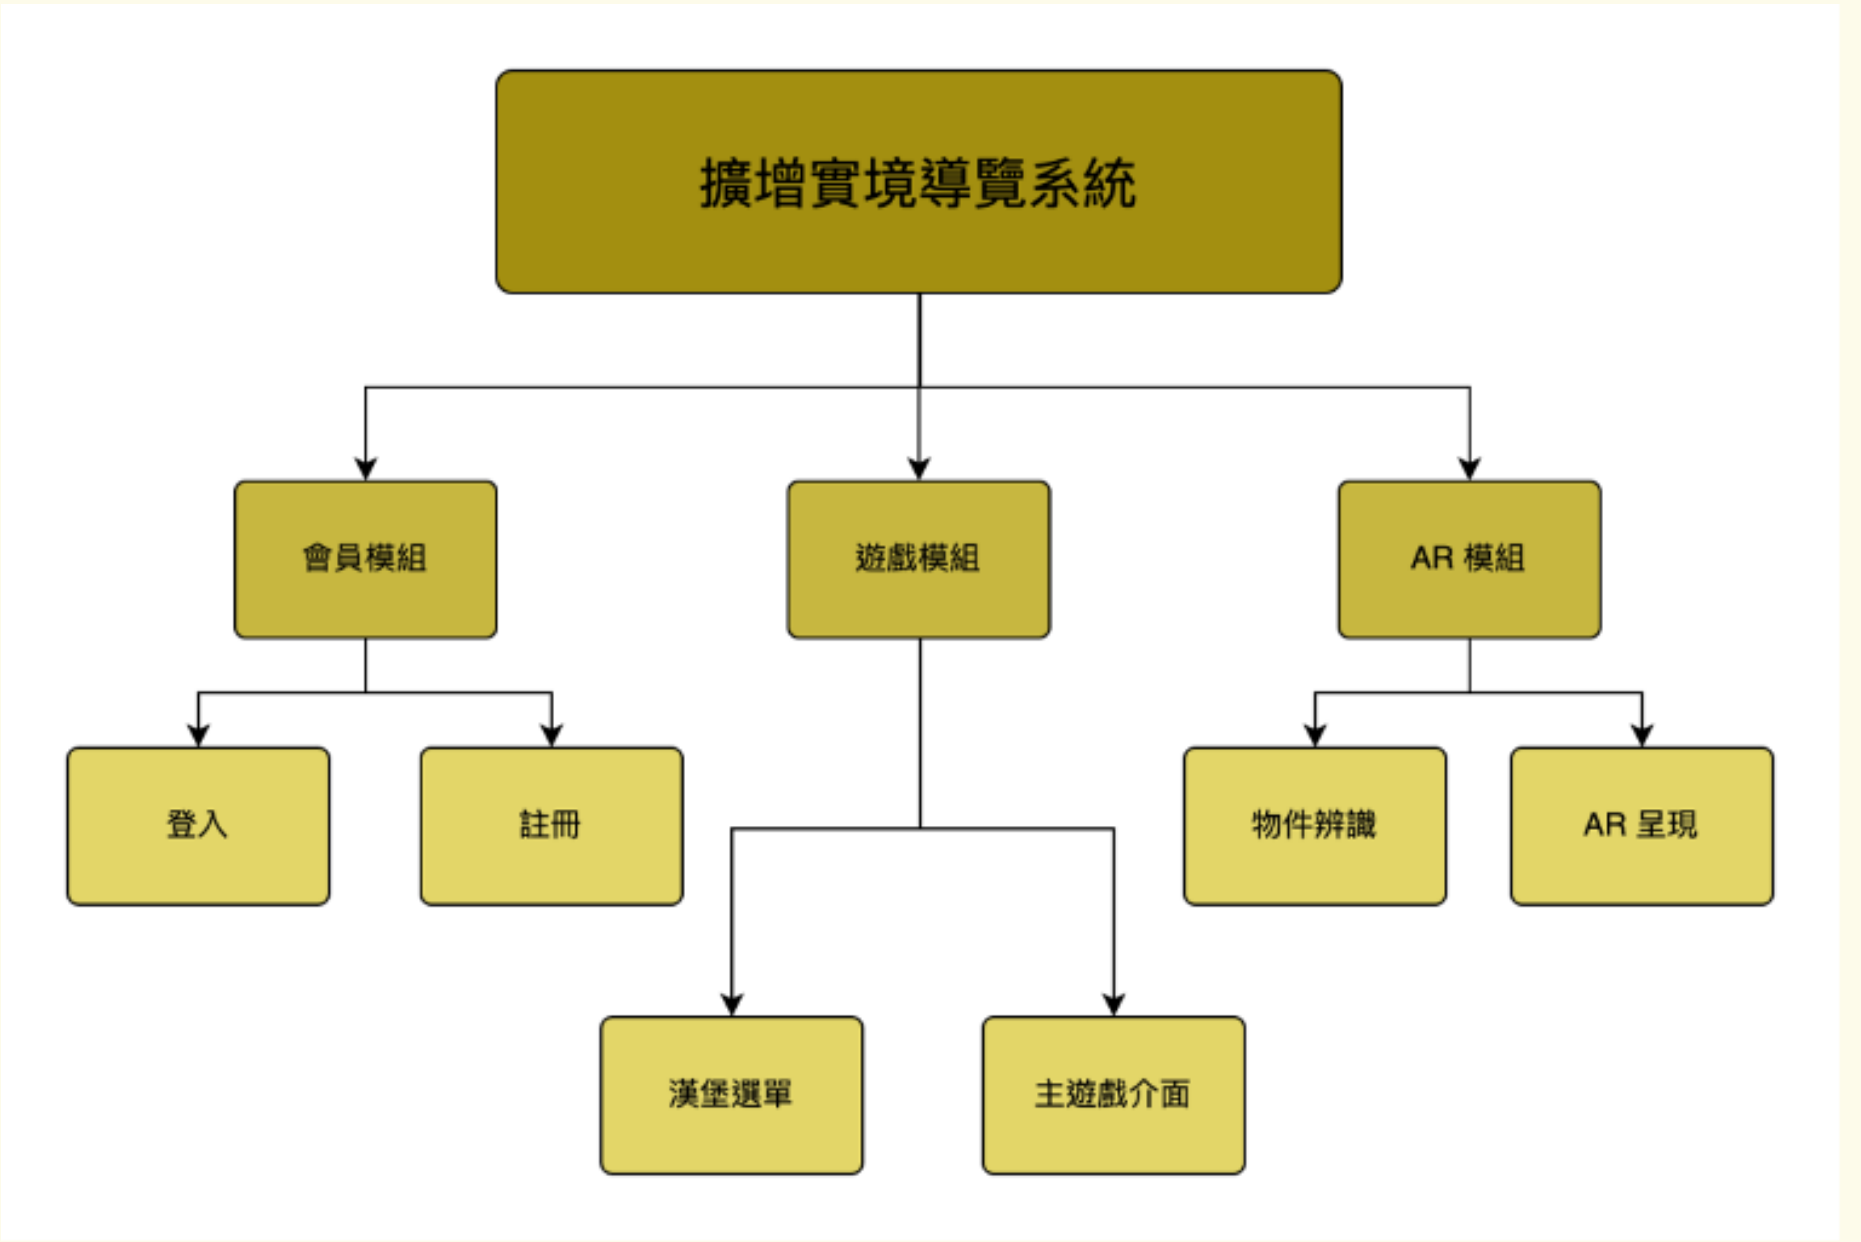 擴增實境導覽系統
會員模組
遊戲模組
AR 模組
登入
註冊
物件辨識
AR 呈現
漢堡選單
主遊戲介面